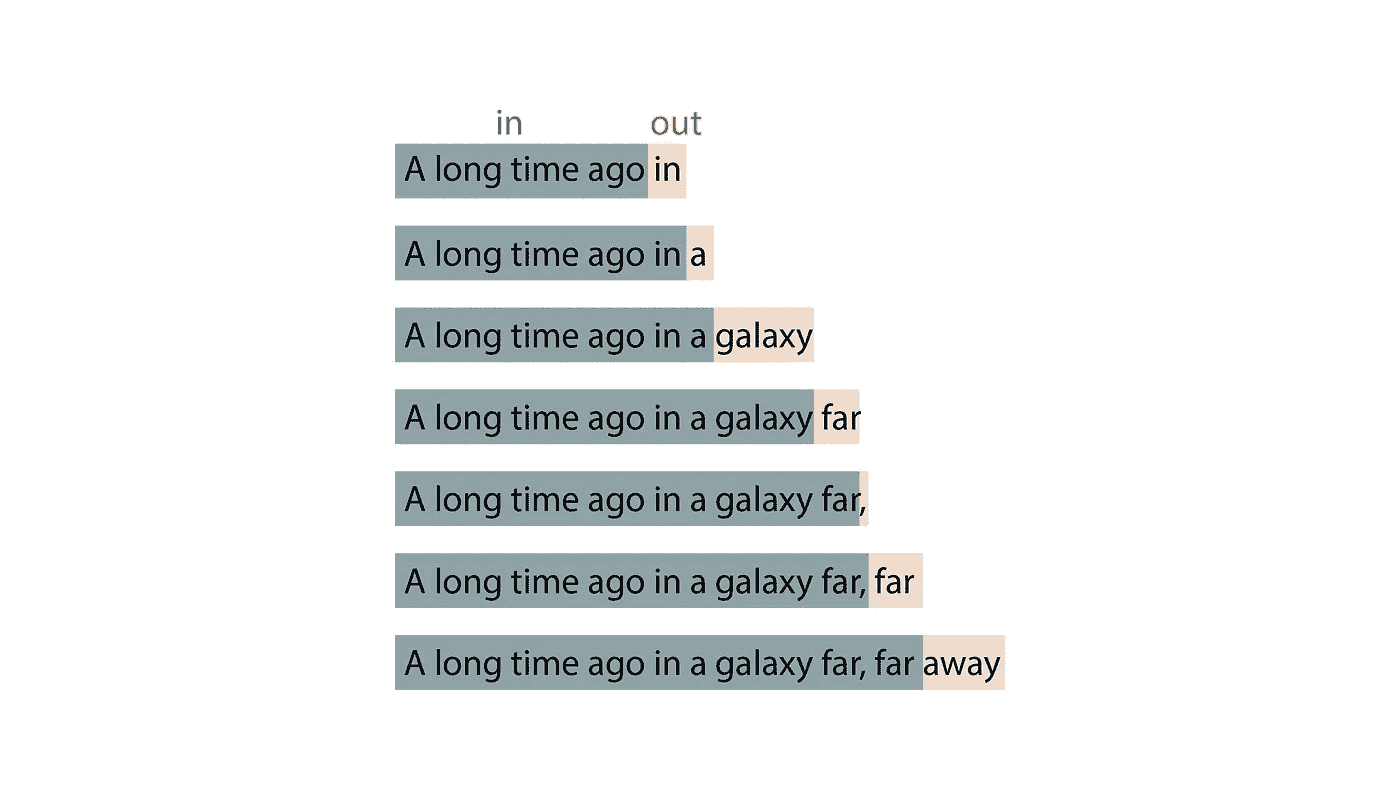 in out
A long time ago in
A long time ago in a
A long time ago in a galaxy
A long time ago in a galaxy far
A long time ago in a galaxy far,
A long time ago in a galaxy far, far
A long time ago in a galaxy far, far away